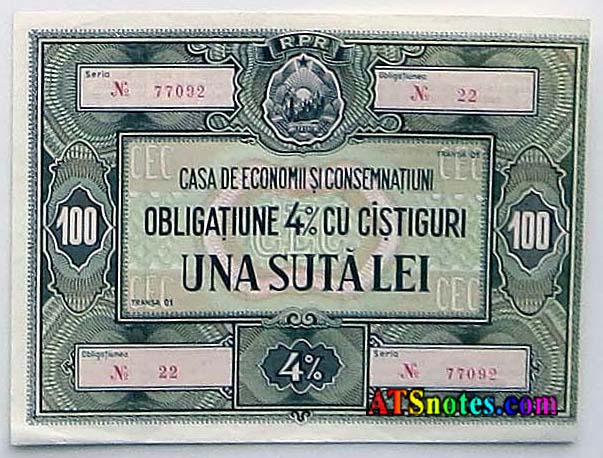 RPR
Seria
№ 77092
Obligațiunea
№ 22
CEC
CEC
TRANȘA 01
CASA DE ECONOMII ȘI CONSEMNAȚIUNI
100
OBLIGAȚIUNE 4% CU CÎȘTIGURI
100
CEC
UNA SUTĂ LEI
CEC
CEC
TRANȘA 01
Obligațiunea
№ 22
4%
Seria
№ 77092
ATSnotes.com